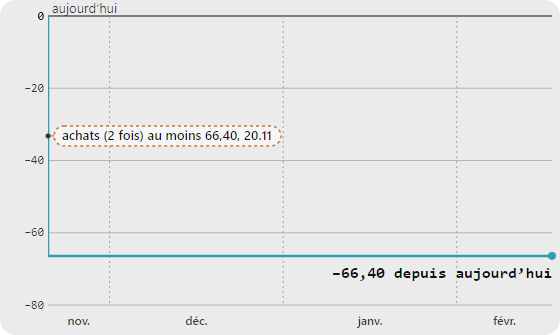 aujourd'hui
0
achats (2 fois) au moins 66,40, 20.11
−20
−40
−60
−80
−66,40 depuis aujourd’hui
nov.
déc.
janv.
févr.